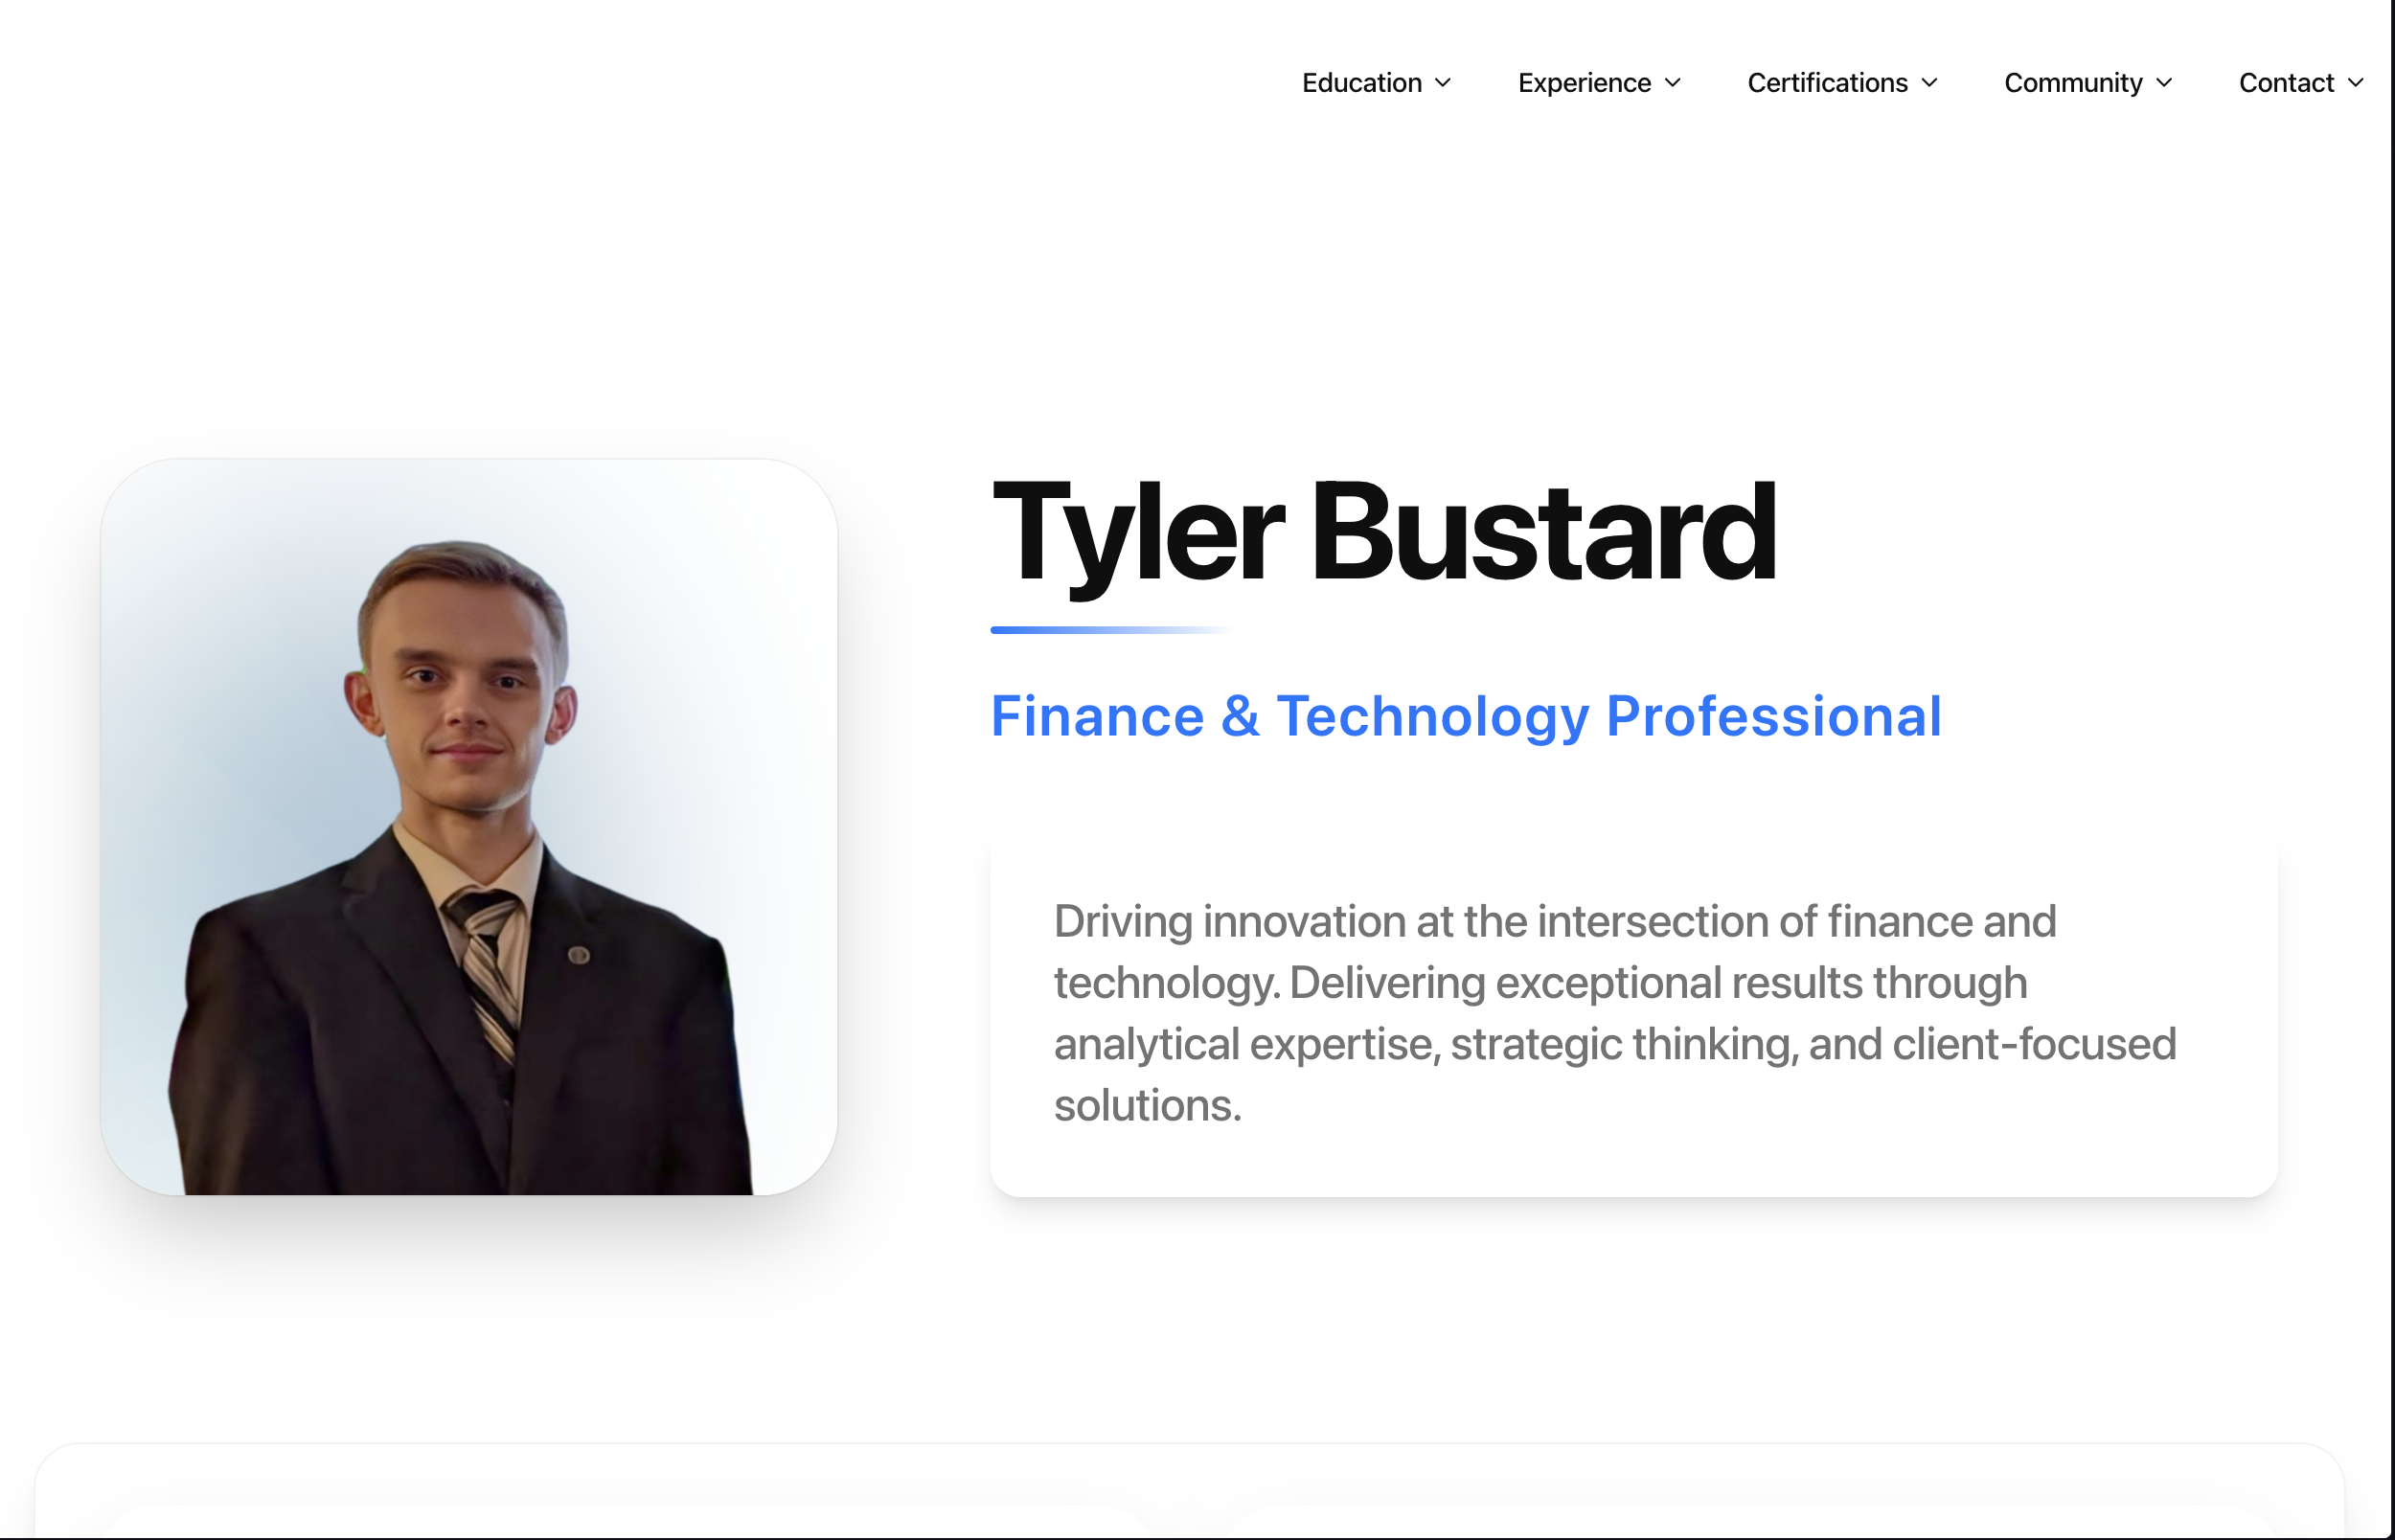 Education
Experience
Certifications
Community
Contact
Tyler Bustard
Finance & Technology Professional
Driving innovation at the intersection of finance and
technology. Delivering exceptional results through
analytical expertise, strategic thinking, and client-focused
solutions.